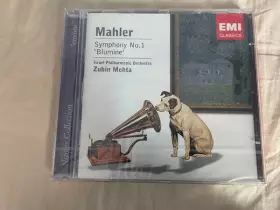 Mahler
Symphony No.1
'Blumine'
Israel Philharmonic Orchestra
Zubin Mehta
EMI
CLASSICS